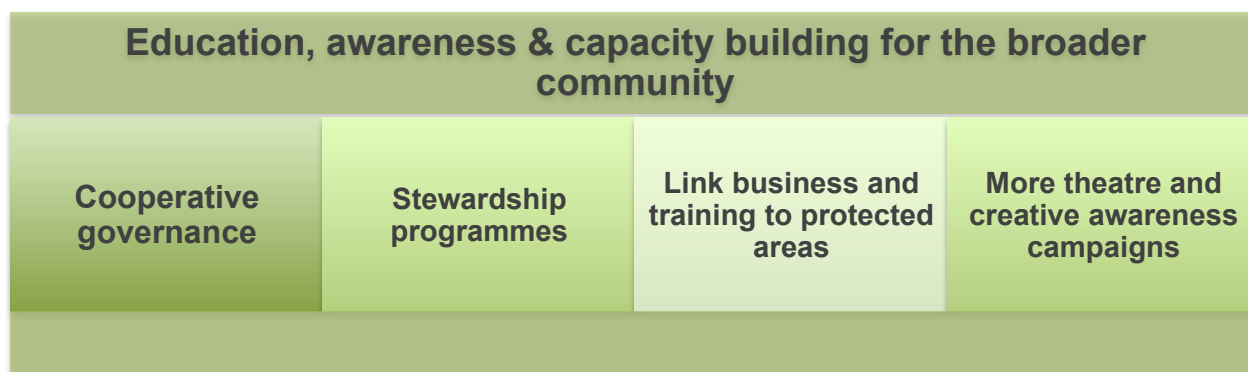 Education, awareness & capacity building for the broader
community
Cooperative
governance
Stewardship
programmes
Link business and
training to protected
areas
More theatre and
creative awareness
campaigns